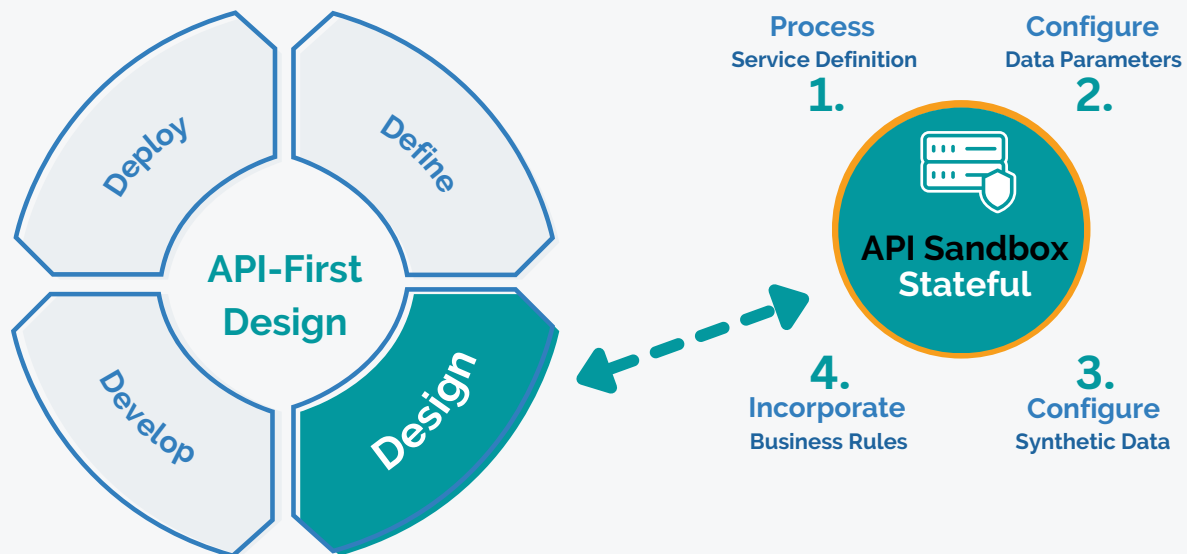 Deploy
Define
API-First
Design
Develop
Design
Process
Service Definition
1.
Configure
Data Parameters
2.
API Sandbox
Stateful
3.
Configure
Synthetic Data
4.
Incorporate
Business Rules